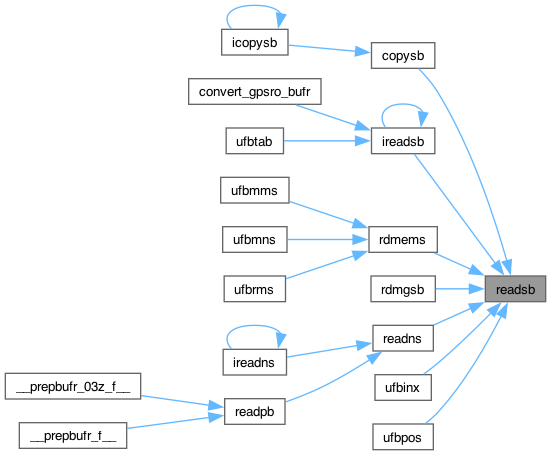 icopysb
copysb
convert_gpsro_bufr
ufbtab
ireadsb
ufbmms
ufbmns
rdmems
ufbrms
rdmgsb
readsb
readns
ireadns
ufbinx
__prepbufr_03z_f__
readpb
__prepbufr_f__
ufbpos